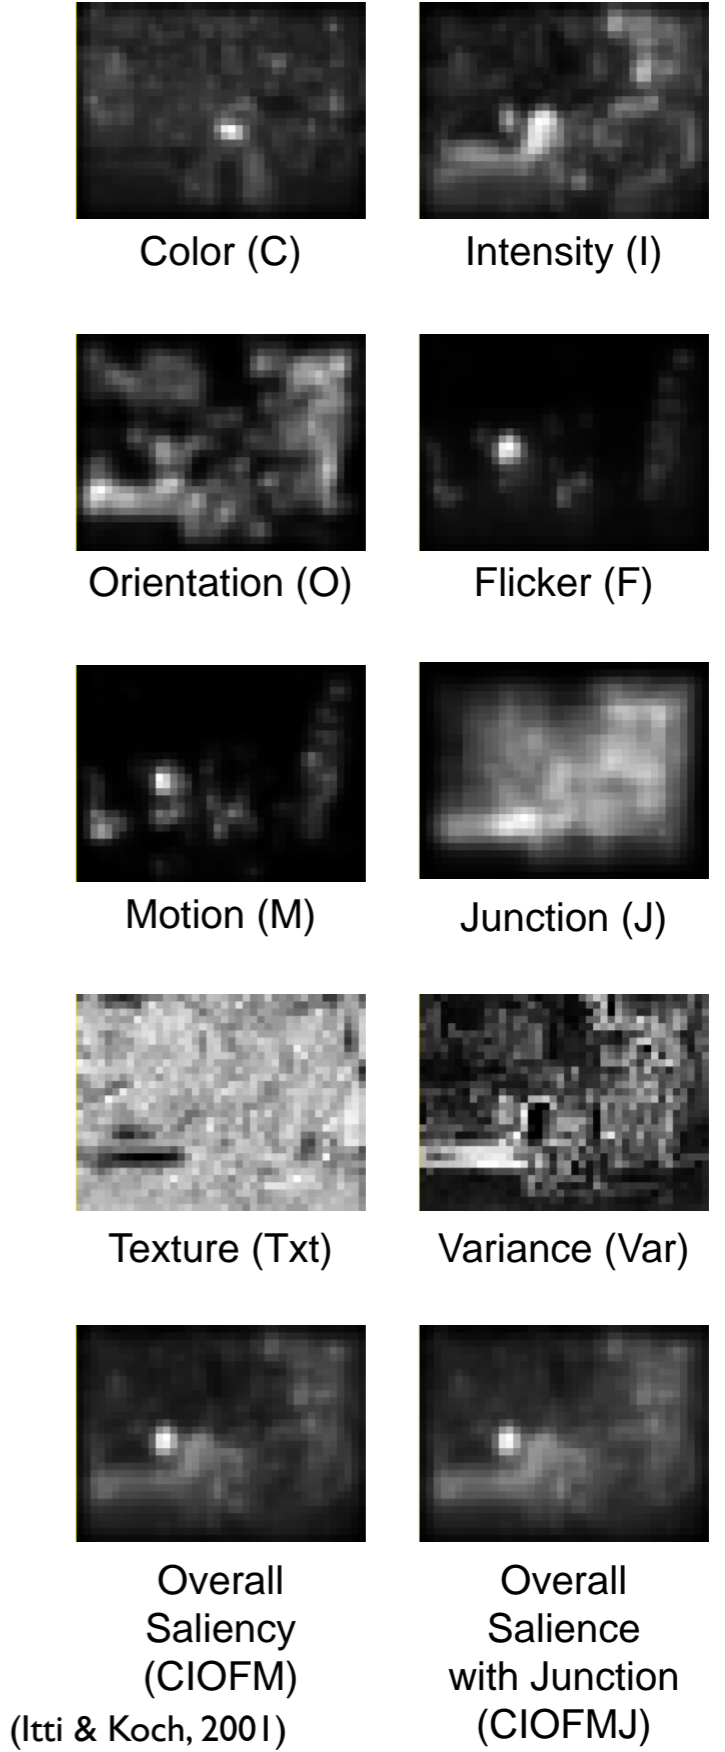 Color (C)
Intensity (I)
Orientation (O)
Flicker (F)
Motion (M)
Junction (J)
Texture (Txt)
Variance (Var)
Overall
Saliency
(CIOFM)
(Itti & Koch, 2001)
Overall
Salience
with Junction
(CIOFMJ)